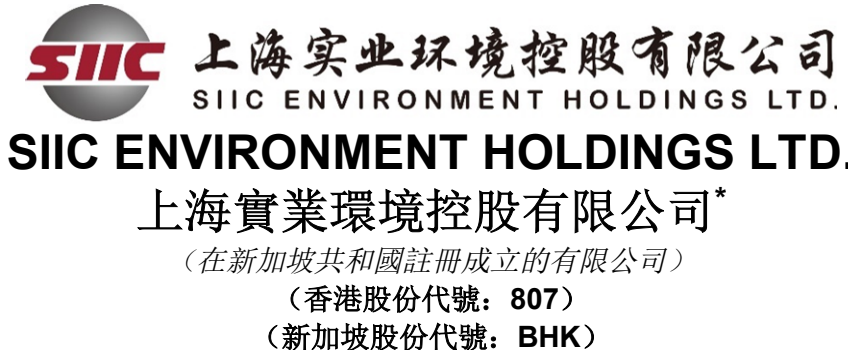 SIIC
上海实业环境控股有限公司
SIIC ENVIRONMENT HOLDINGS LTD.
SIIC ENVIRONMENT HOLDINGS LTD.
上海實業環境控股有限公司*
（在新加坡共和國註冊成立的有限公司）
（香港股份代號：807）
（新加坡股份代號：BHK）